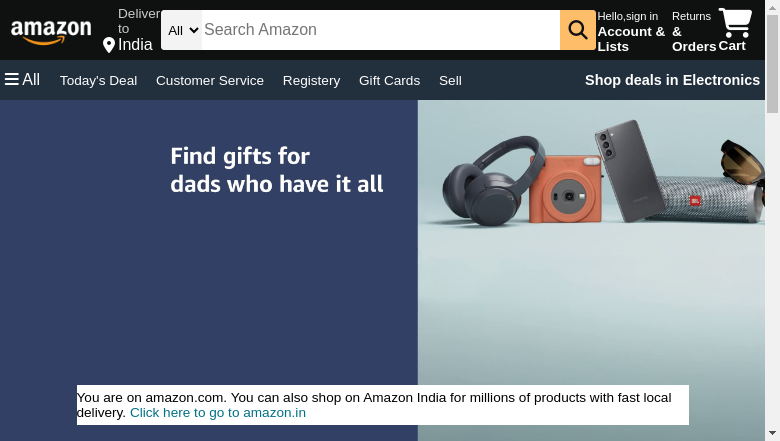 amazon
Deliver
to
India
All
Search Amazon
Hello,sign in
Account &
Lists
Returns
&
Orders
Cart
All
Today's Deal
Customer Service
Registery
Gift Cards
Sell
Shop deals in Electronics
Find gifts for
dads who have it all
JBL
You are on amazon.com. You can also shop on Amazon India for millions of products with fast local
delivery. Click here to go to amazon.in